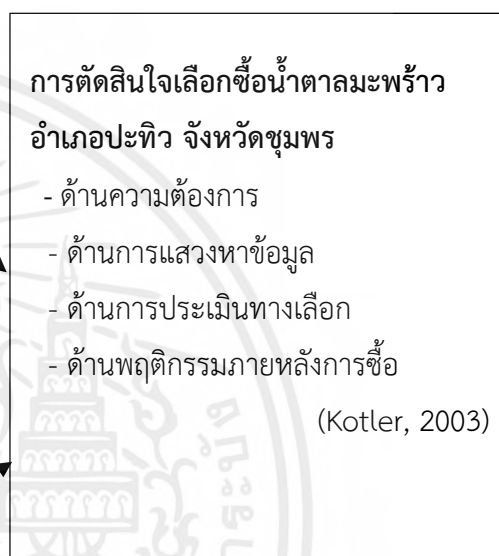 การตัดสินใจเลือกซื้อน้ำตาลมะพร้าว
อำเภอปะทิว จังหวัดชุมพร
- ด้านความต้องการ
- ด้านการแสวงหาข้อมูล
- ด้านการประเมินทางเลือก
- ด้านพฤติกรรมภายหลังการซื้อ
(Kotler, 2003)